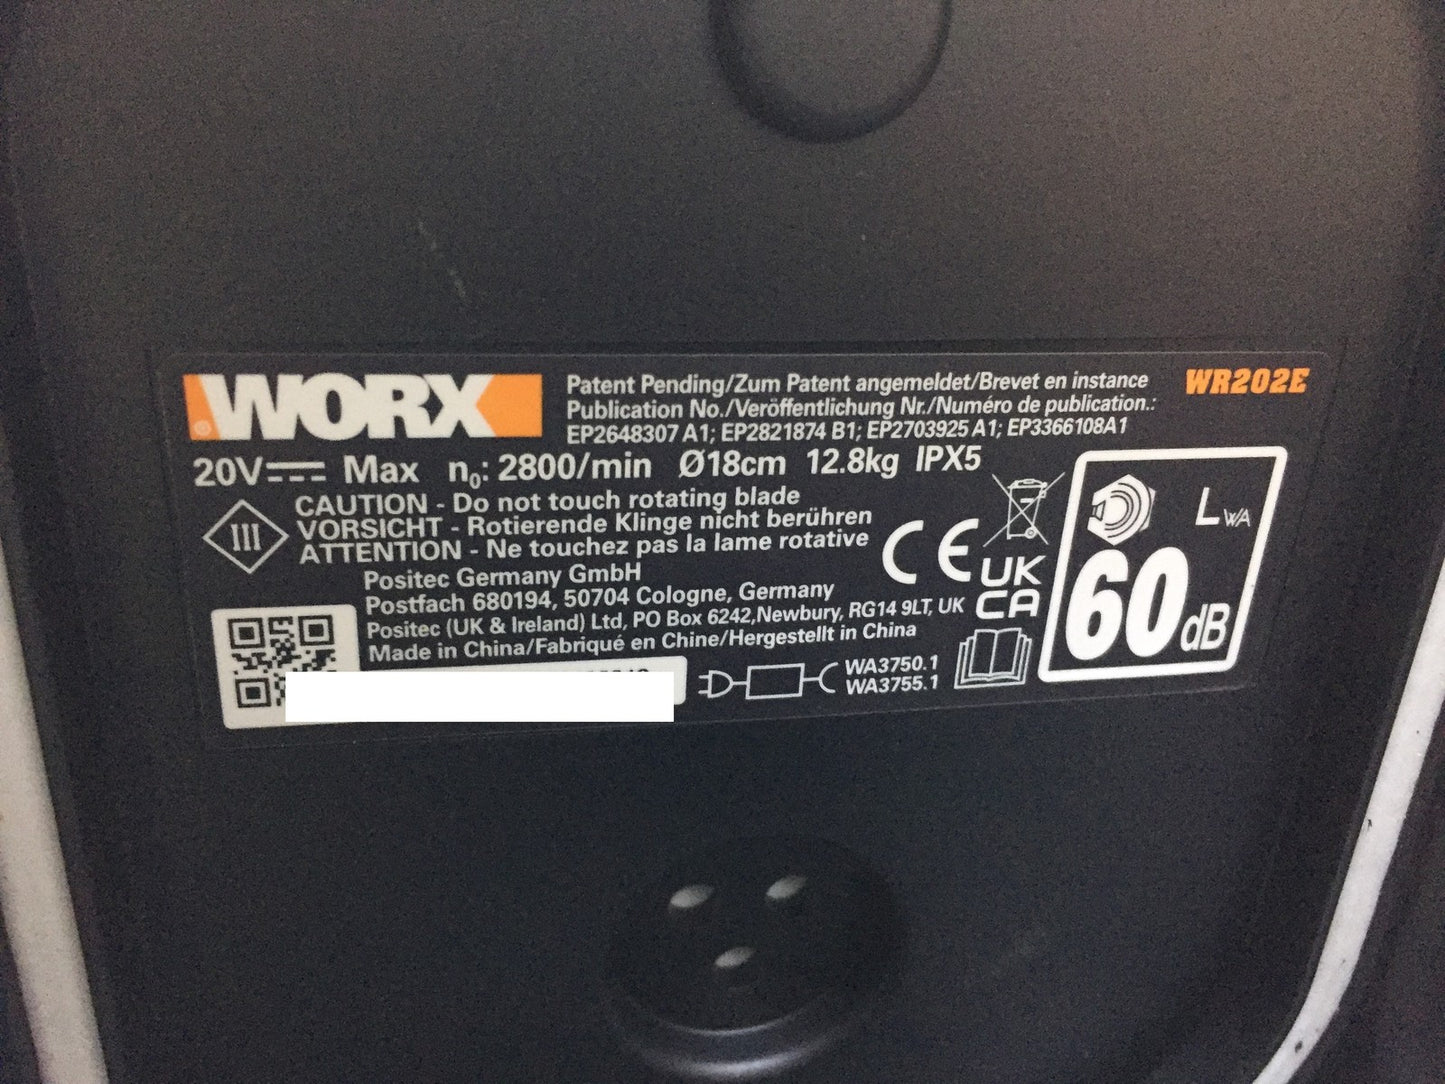 WORX
®
Patent Pending/Zum Patent angemeldet/Brevet en instance
WR202E
Publication No./Veröffentlichung Nr./Numéro de publication.:
EP2648307 A1; EP2821874 B1; EP2703925 A1; EP3366108A1
20V Max n₀: 2800/min Ø18cm 12.8kg IPX5
III
CAUTION - Do not touch rotating blade
VORSICHT - Rotierende Klinge nicht berühren
ATTENTION - Ne touchez pas la lame rotative
Positec Germany GmbH
Postfach 680194, 50704 Cologne, Germany
Positec (UK & Ireland) Ltd, PO Box 6242,Newbury, RG14 9LT, UK
Made in China/Fabriqué en Chine/Hergestellt in China
CE
UK
CA
WA3750.1
WA3755.1
LWA
60dB